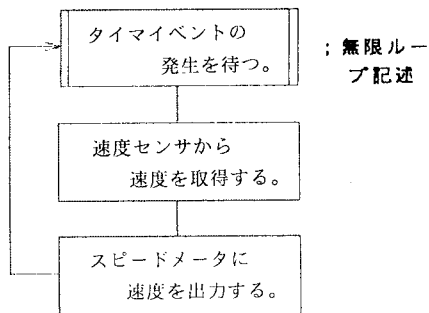 タイマイベントの
発生を待つ。
;無限ルー
プ記述
速度センサから
速度を取得する。
スピードメータに
速度を出力する。